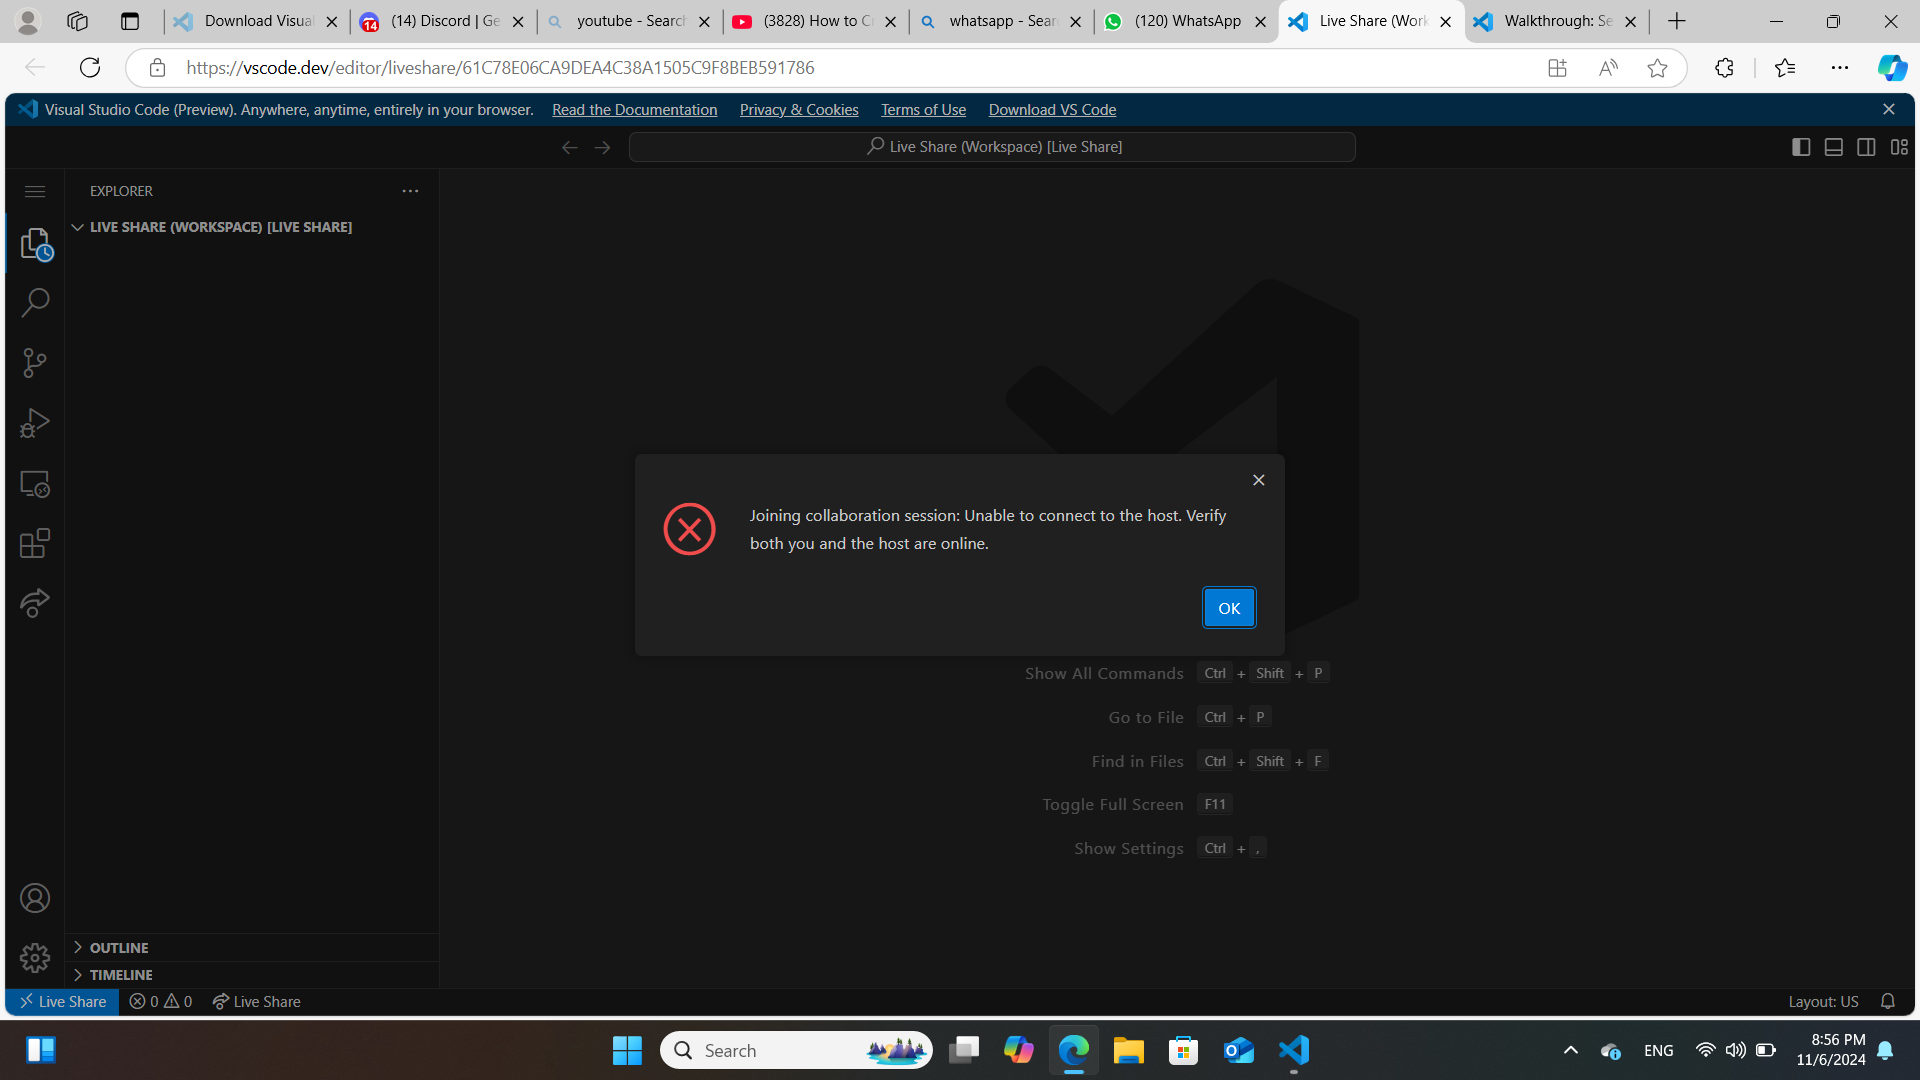 Download Visual
14
(14) Discord | Ge
youtube - Search
(3828) How to C
whatsapp - Sear
(120) WhatsApp
Live Share (Work
Walkthrough: Se
https://vscode.dev/editor/liveshare/61C78E06CA9DEA4C38A1505C9F8BEB591786
Visual Studio Code (Preview). Anywhere, anytime, entirely in your browser. Read the Documentation Privacy & Cookies Terms of Use Download VS Code
Live Share (Workspace) [Live Share]
EXPLORER
LIVE SHARE (WORKSPACE) [LIVE SHARE]
Joining collaboration session: Unable to connect to the host. Verify
both you and the host are online.
OK
Show All Commands Ctrl + Shift + P
Go to File Ctrl + P
Find in Files Ctrl + Shift + F
Toggle Full Screen F11
Show Settings Ctrl + ,
OUTLINE
TIMELINE
Live Share 0 0 Live Share
Layout: US
Search
ENG
8:56 PM
11/6/2024